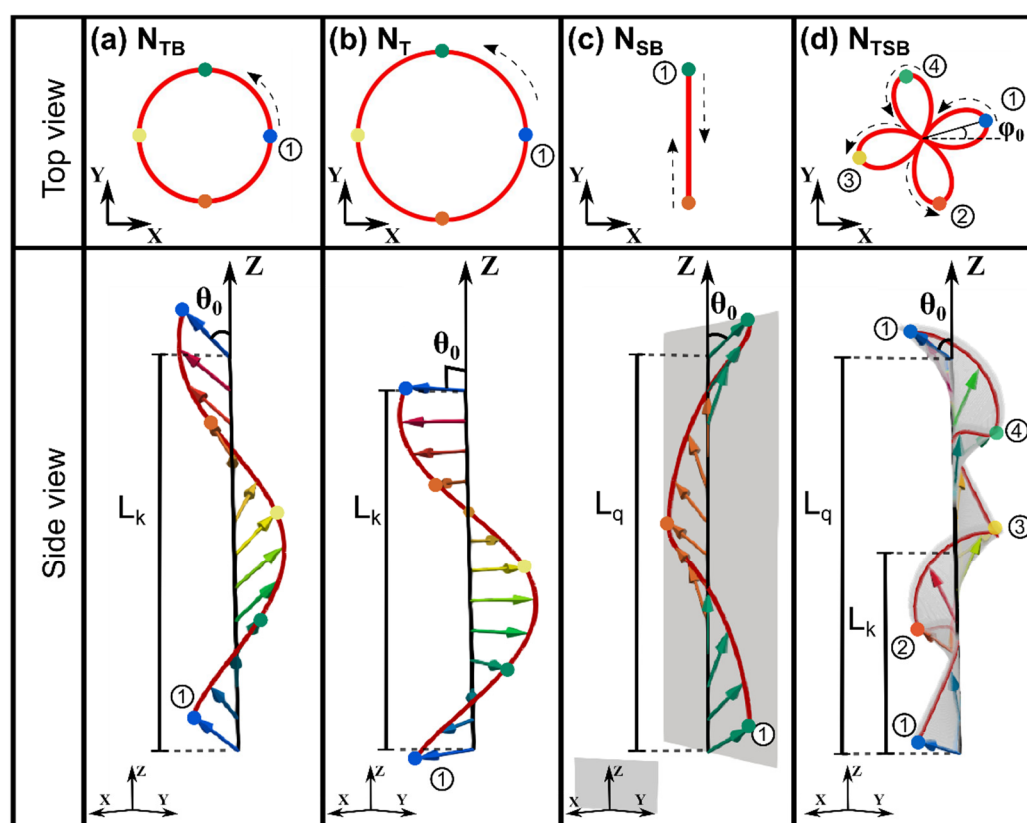 Top view
(a) N_TB
①
Y
X
(b) N_T
①
Y
X
(c) N_SB
①
Y
X
(d) N_TSB
④
①
φ₀
③
②
Y
X
Side view
Z
θ₀
L_k
①
Z
X
Y
Z
θ₀
L_k
①
Z
X
Y
Z
θ₀
L_q
①
Z
X
Y
Z
θ₀
①
④
L_q
③
L_k
②
①
Z
X
Y